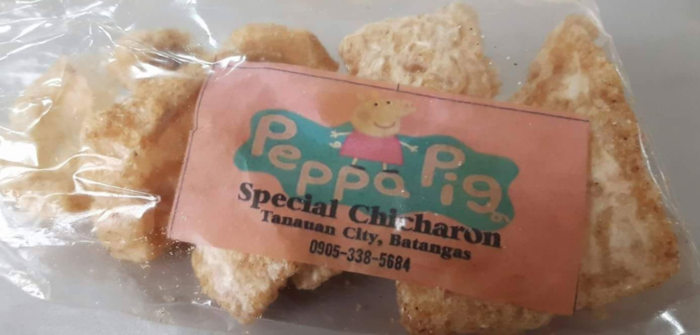 Peppa Pig
Special Chicharon
Tanauan City, Batangas
0905-338-5684